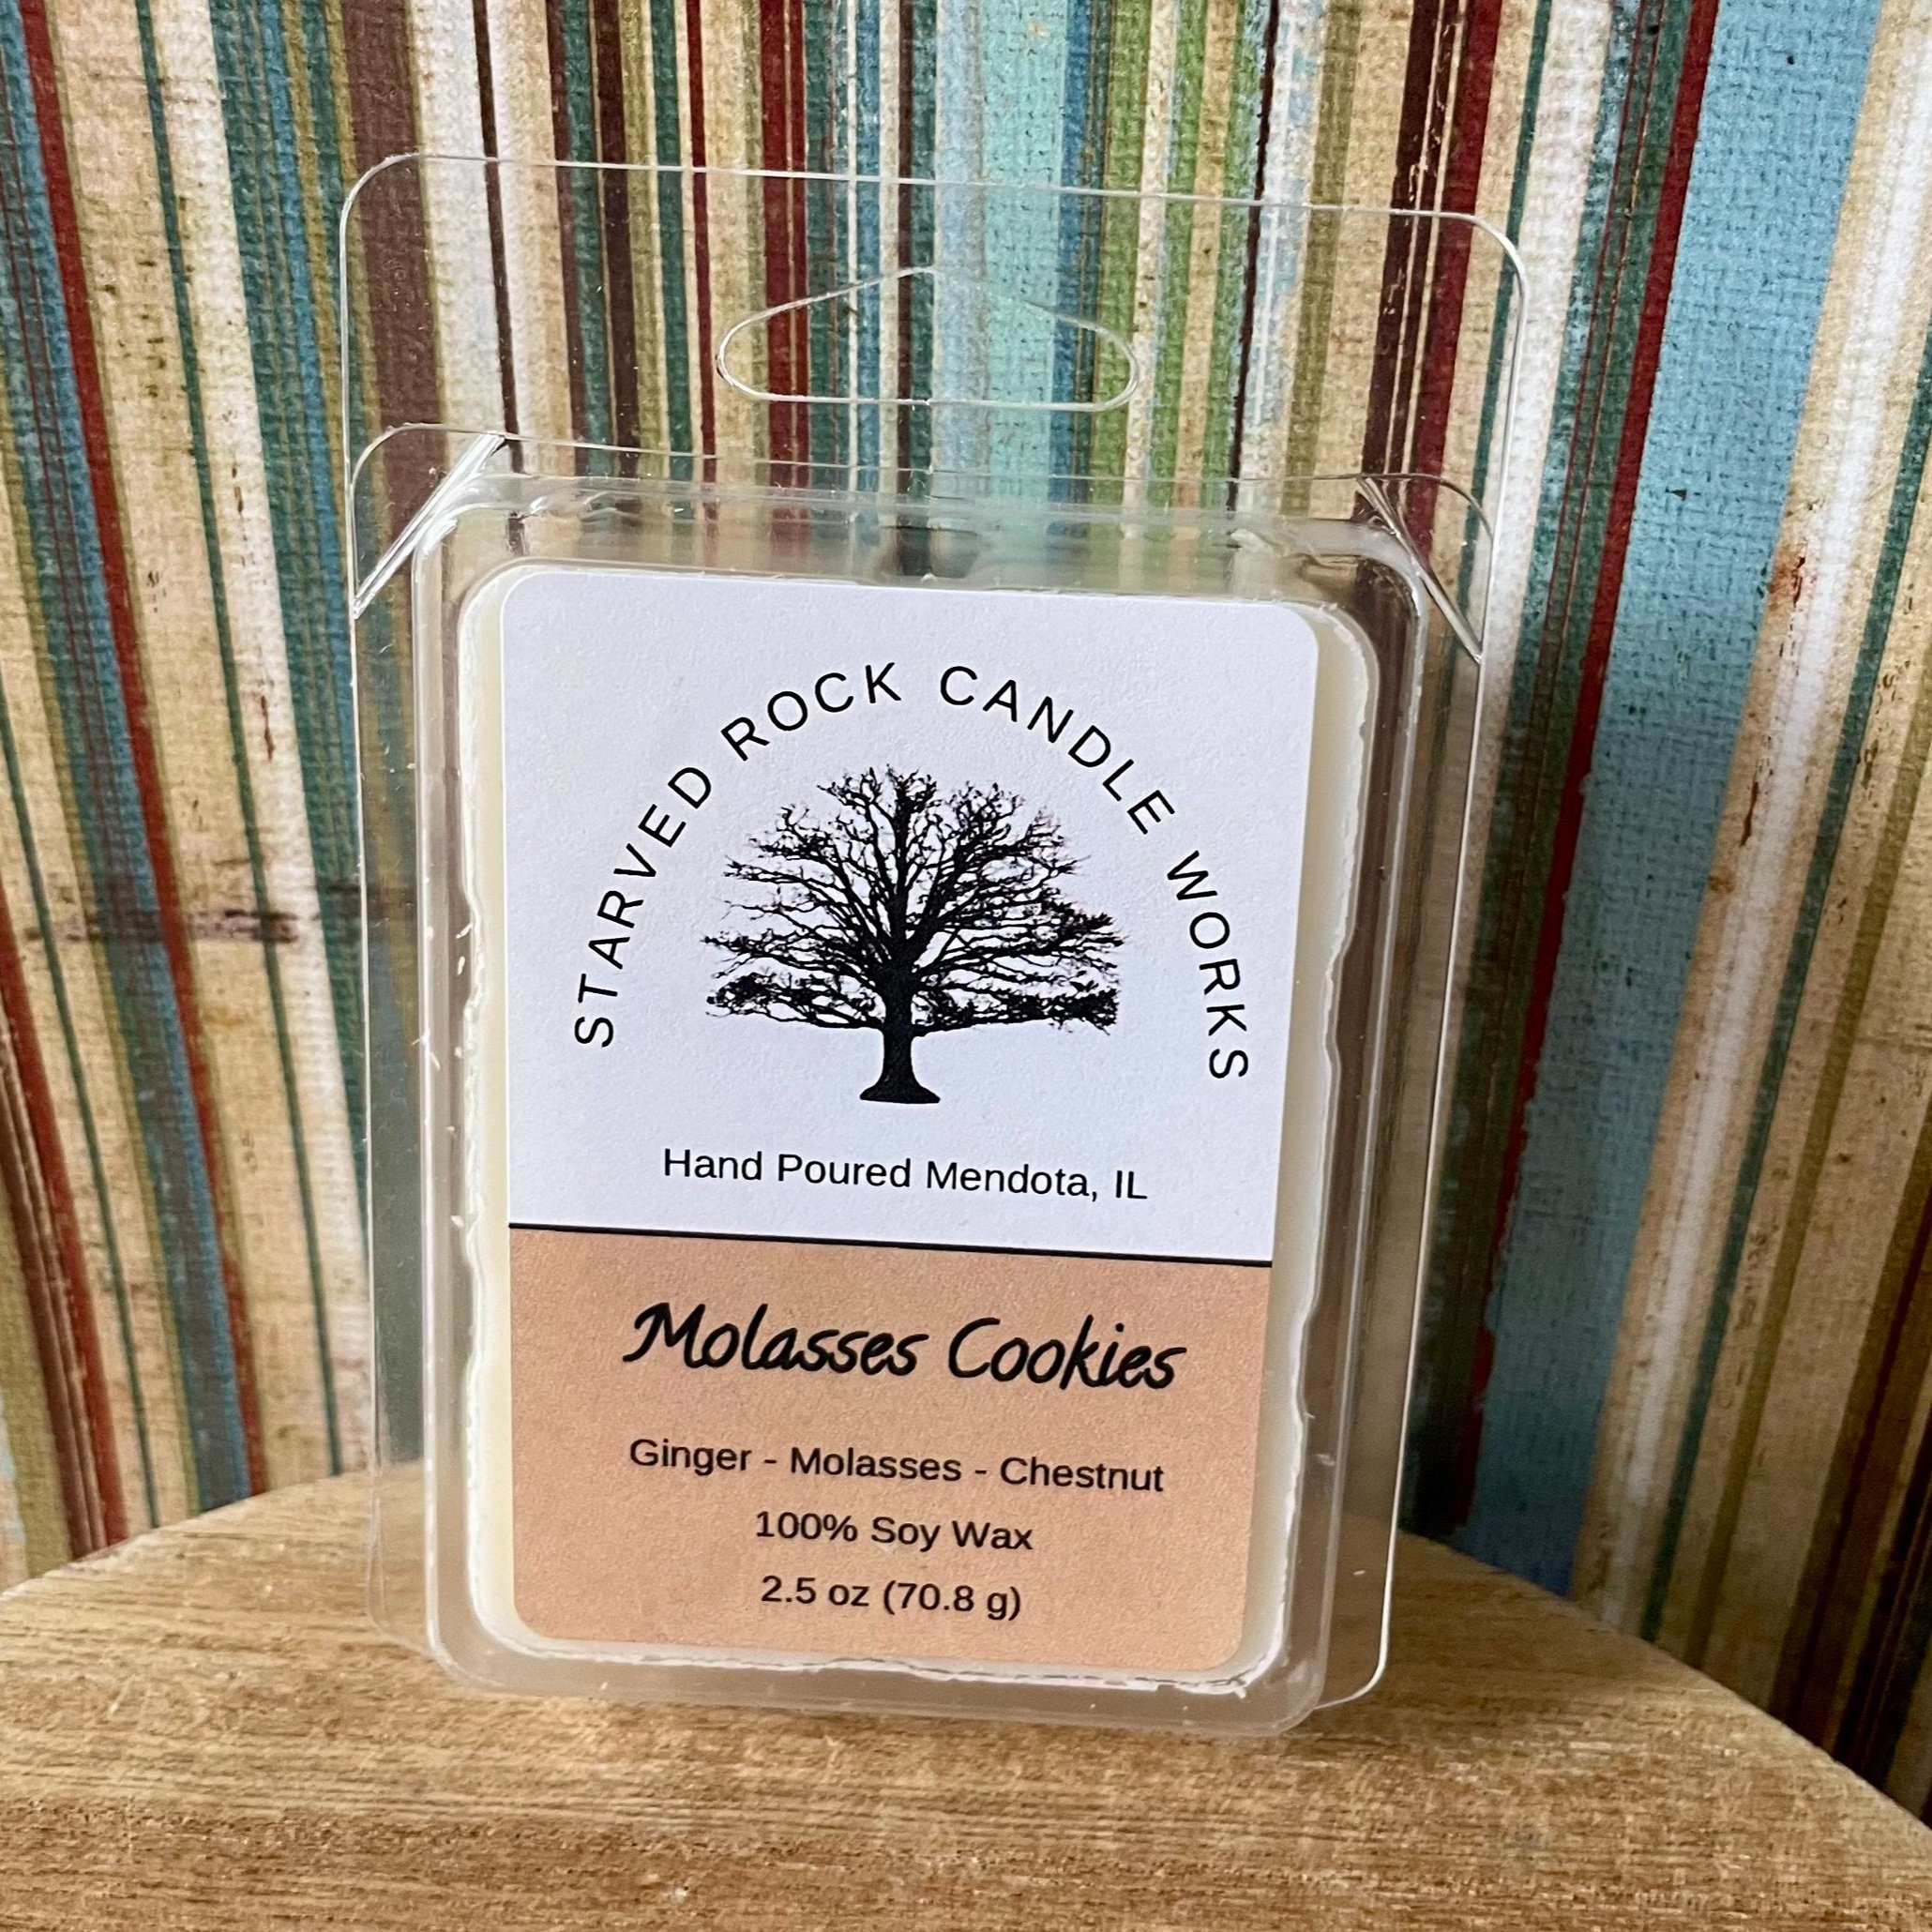 STARVED ROCK CANDLE WORKS
Hand Poured Mendota, IL
Molasses Cookies
Ginger - Molasses - Chestnut
100% Soy Wax
2.5 oz (70.8 g)